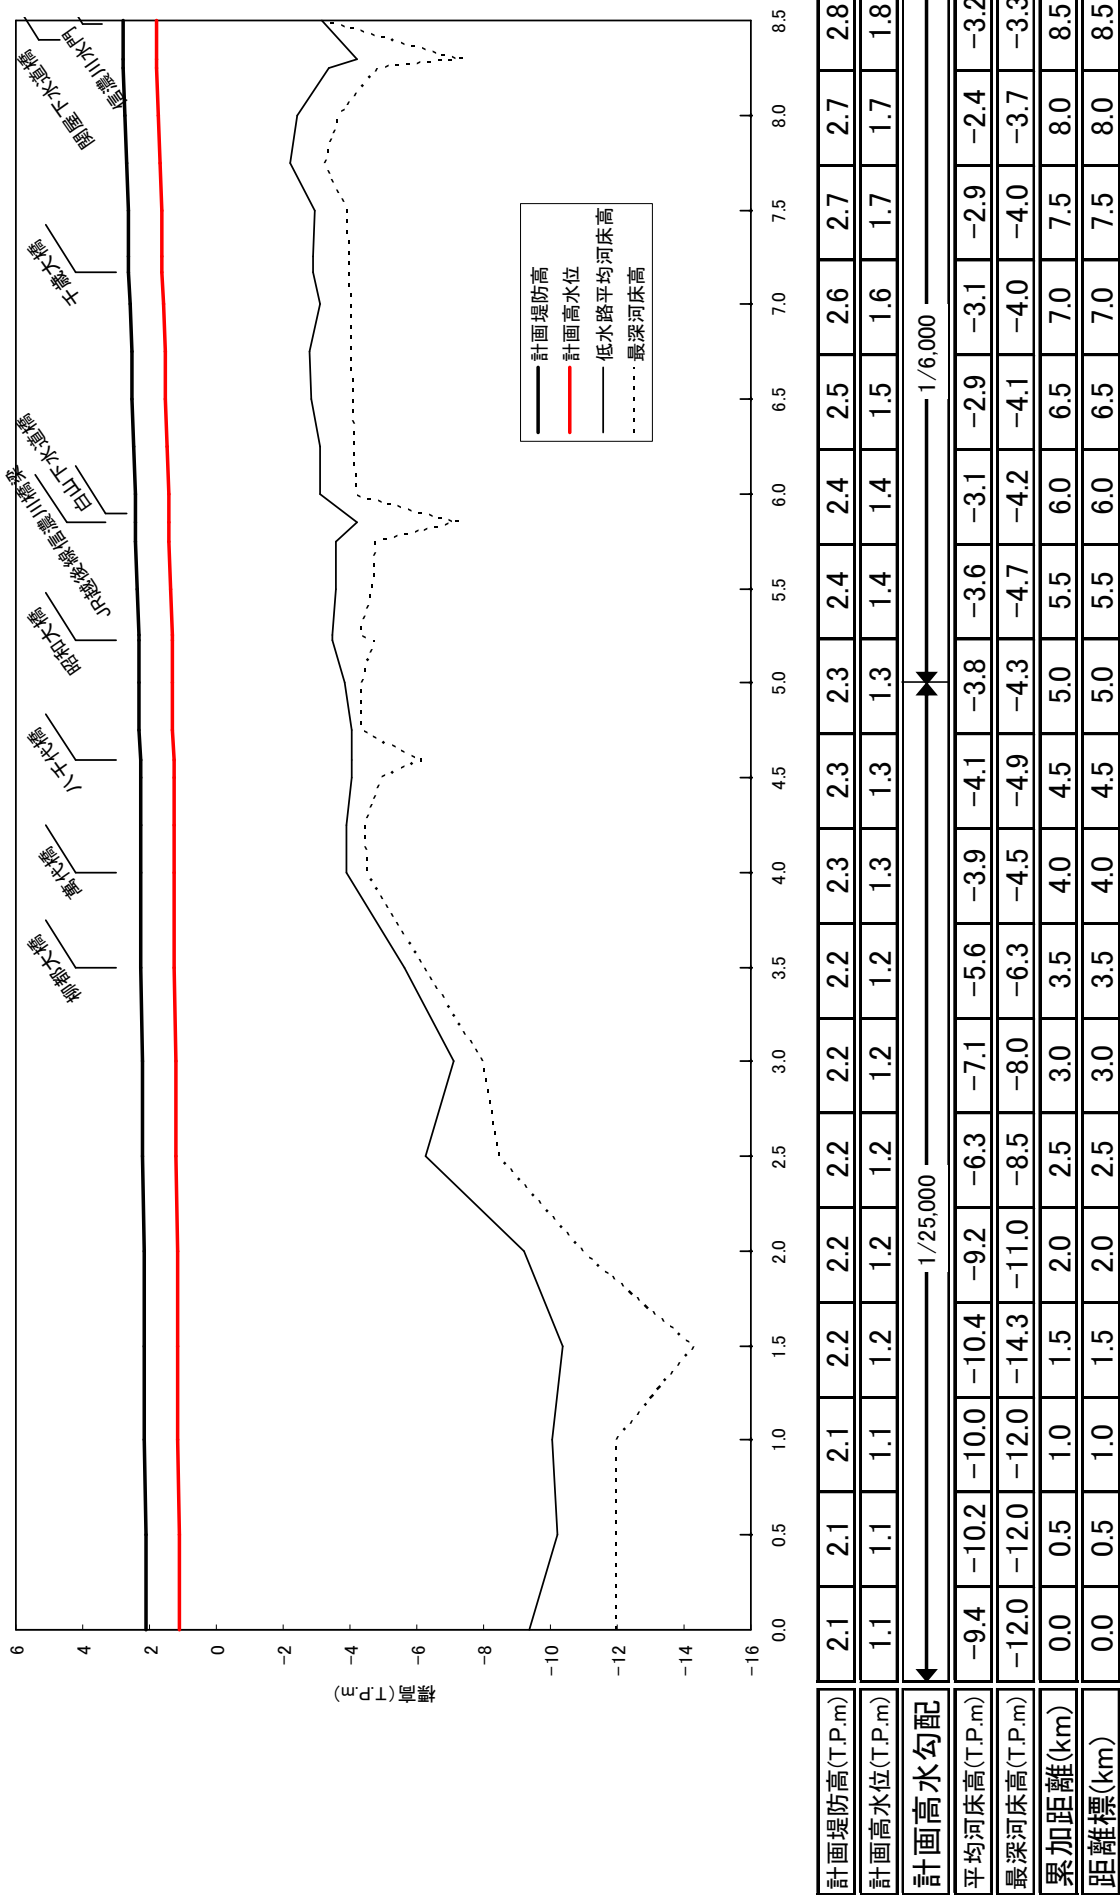 関屋下水道橋
信濃川水門
千歳大橋
白山下水道橋
JR越後線信濃川橋梁
昭和大橋
八千代橋
萬代橋
柳都大橋
標高(T.P.m)
6
4
2
0
-2
-4
-6
-8
-10
-12
-14
-16
計画堤防高
計画高水位
低水路平均河床高
最深河床高
0.0 0.5 1.0 1.5 2.0 2.5 3.0 3.5 4.0 4.5 5.0 5.5 6.0 6.5 7.0 7.5 8.0 8.5
計画堤防高(T.P.m) 2.1 2.1 2.1 2.2 2.2 2.2 2.2 2.2 2.3 2.3 2.3 2.4 2.4 2.5 2.6 2.7 2.7 2.8
計画高水位(T.P.m) 1.1 1.1 1.1 1.2 1.2 1.2 1.2 1.2 1.3 1.3 1.3 1.4 1.4 1.5 1.6 1.7 1.7 1.8
計画高水勾配 1/25,000 1/6,000
平均河床高(T.P.m) -9.4 -10.2 -10.0 -10.4 -9.2 -6.3 -7.1 -5.6 -3.9 -4.1 -3.8 -3.6 -3.1 -2.9 -3.1 -2.9 -2.4 -3.2
最深河床高(T.P.m) -12.0 -12.0 -12.0 -14.3 -11.0 -8.5 -8.0 -6.3 -4.5 -4.9 -4.3 -4.7 -4.2 -4.1 -4.0 -4.0 -3.7 -3.3
累加距離(km) 0.0 0.5 1.0 1.5 2.0 2.5 3.0 3.5 4.0 4.5 5.0 5.5 6.0 6.5 7.0 7.5 8.0 8.5
距離標(km) 0.0 0.5 1.0 1.5 2.0 2.5 3.0 3.5 4.0 4.5 5.0 5.5 6.0 6.5 7.0 7.5 8.0 8.5